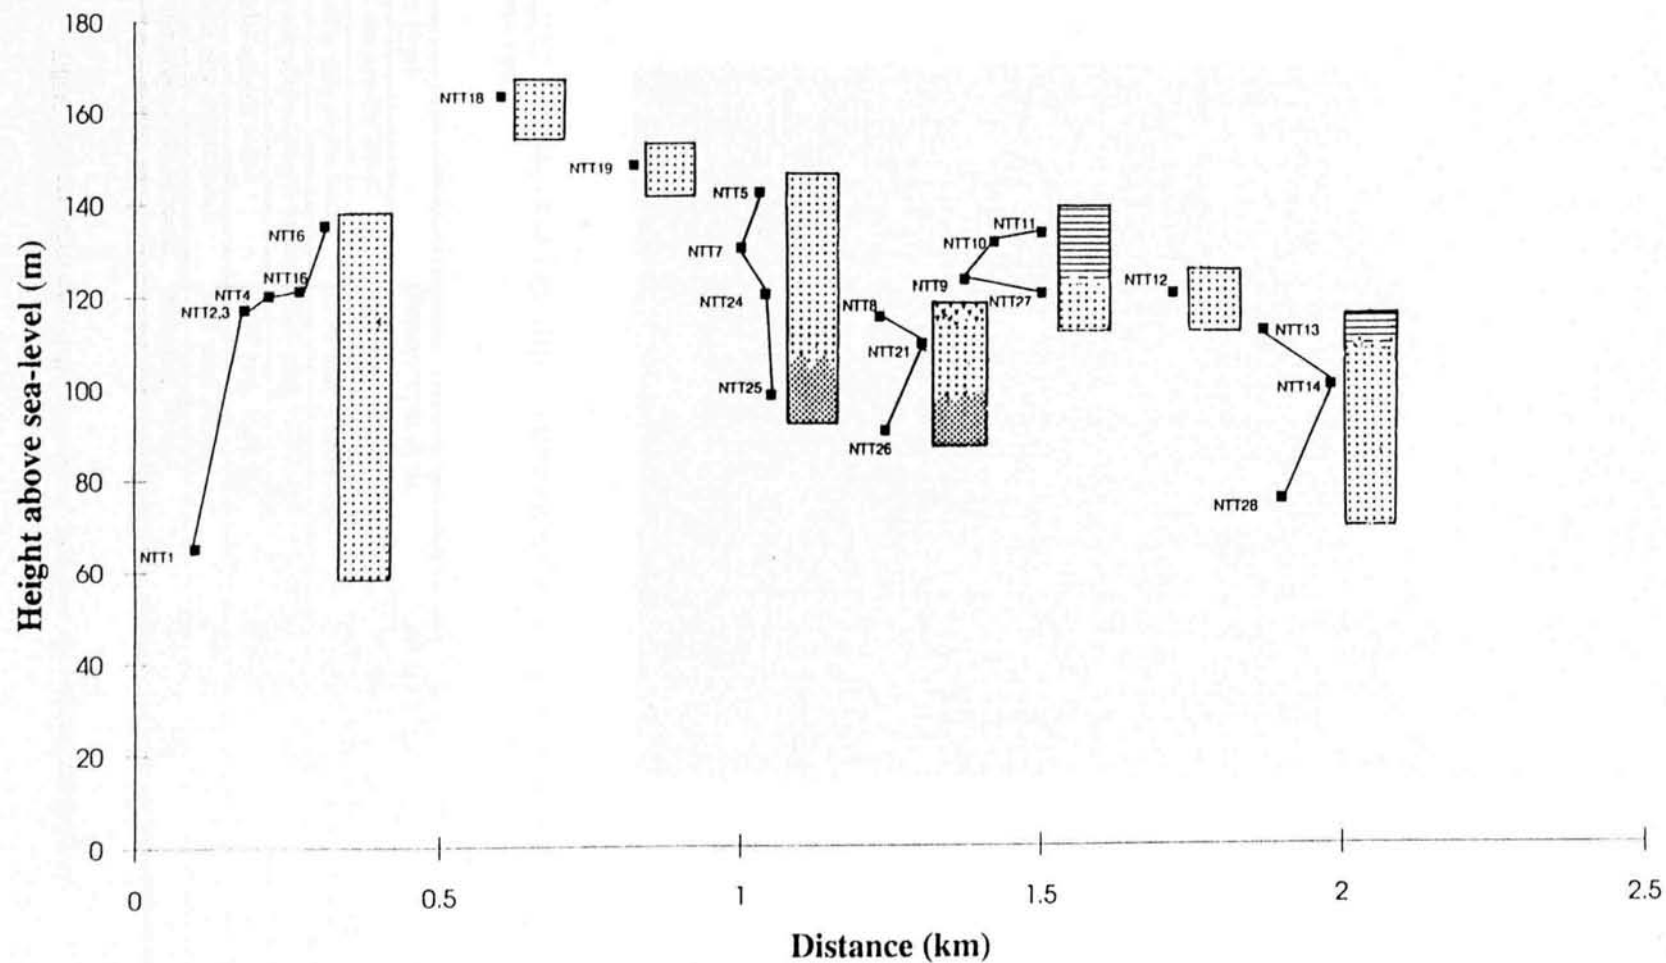 180
160
140
120
100
80
60
40
20
0
Height above sea-level (m)
NTT18
NTT19
NTT5
NTT6
NTT7
NTT11
NTT10
NTT9
NTT27
NTT12
NTT16
NTT4
NTT2,3
NTT24
NTT8
NTT21
NTT13
NTT25
NTT14
NTT26
NTT28
NTT1
0
0.5
1
1.5
2
2.5
Distance (km)